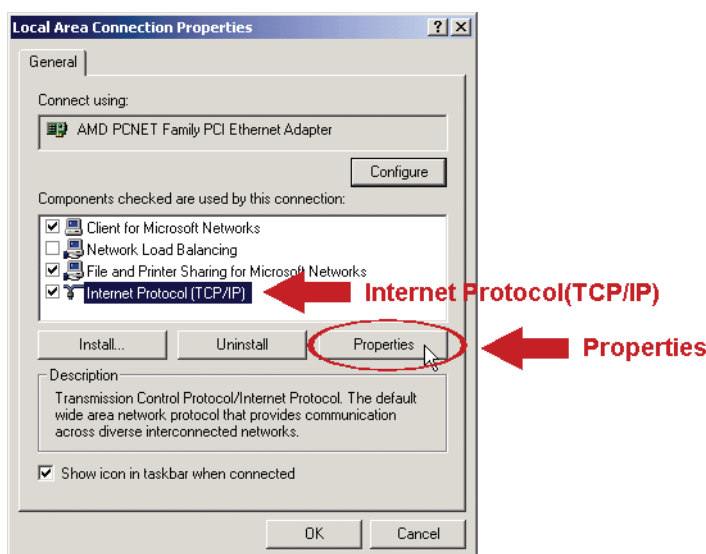 Local Area Connection Properties
General
Connect using:
AMD PCNET Family PCI Ethernet Adapter
Configure
Components checked are used by this connection:
Client for Microsoft Networks
Network Load Balancing
File and Printer Sharing for Microsoft Networks
Internet Protocol (TCP/IP)
Internet Protocol(TCP/IP)
Install...
Uninstall
Properties
Properties
Description
Transmission Control Protocol/Internet Protocol. The default
wide area network protocol that provides communication
across diverse interconnected networks.
Show icon in taskbar when connected
OK
Cancel